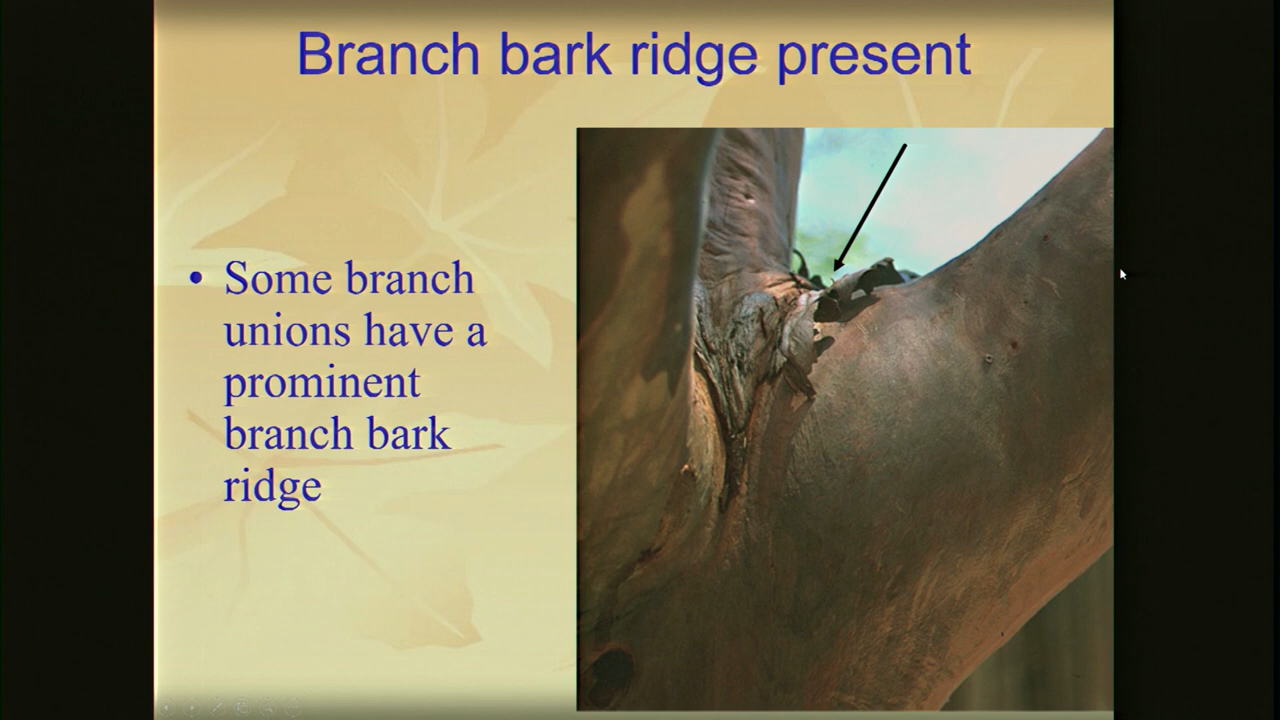 Branch bark ridge present
• Some branch
unions have a
prominent
branch bark
ridge